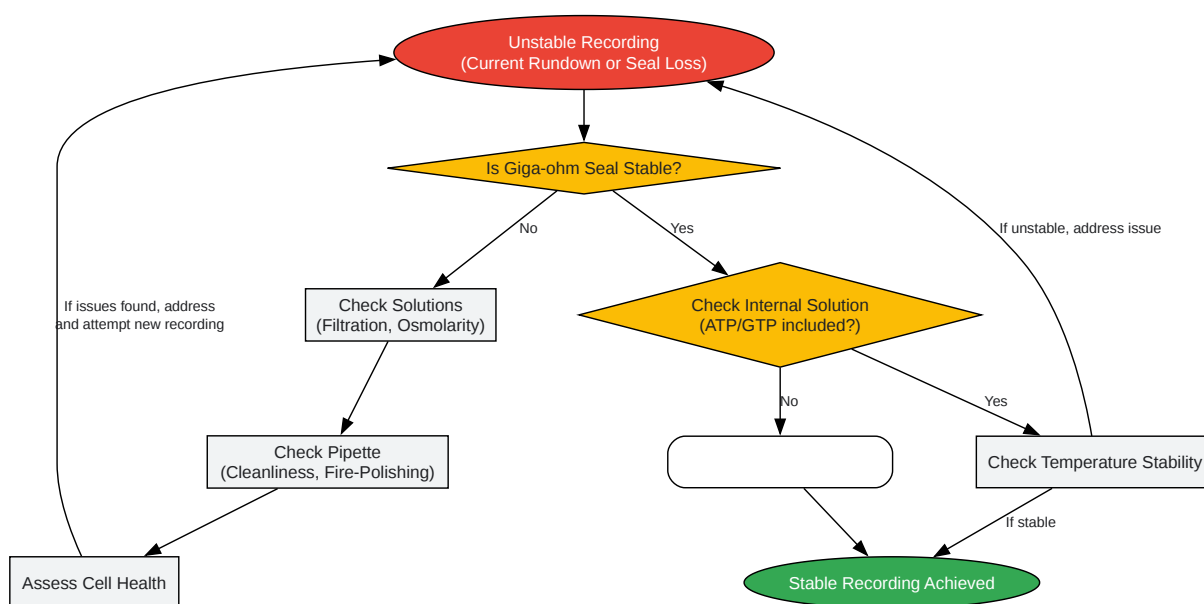 Unstable Recording
(Current Rundown or Seal Loss)
Is Giga-ohm Seal Stable?
No
Yes
If unstable, address issue
If issues found, address
and attempt new recording
Check Solutions
(Filtration, Osmolarity)
Check Internal Solution
(ATP/GTP included?)
No
Yes
Check Pipette
(Cleanliness, Fire-Polishing)
Check Temperature Stability
If stable
Assess Cell Health
Stable Recording Achieved